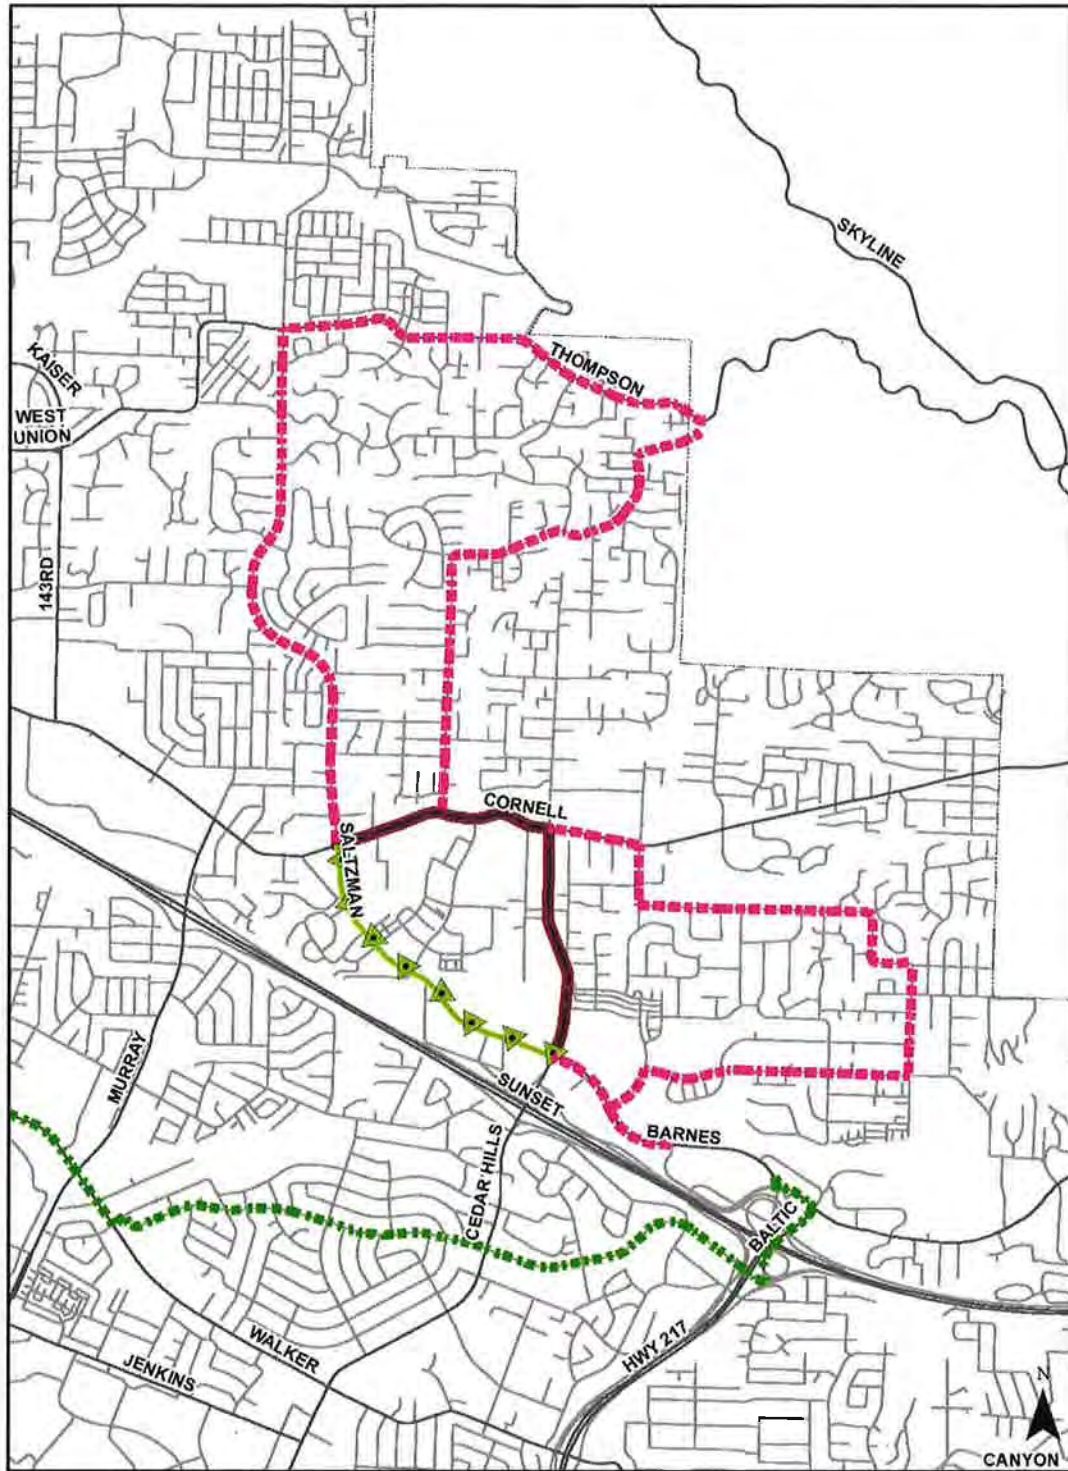 SKYLINE
THOMPSON
KAISER
WEST
UNION
143RD
CORNELL
SALTZMAN
MURRAY
SUNSET
BARNES
CEDAR HILLS
BALTIC
HWY 217
WALKER
JENKINS
N
CANYON